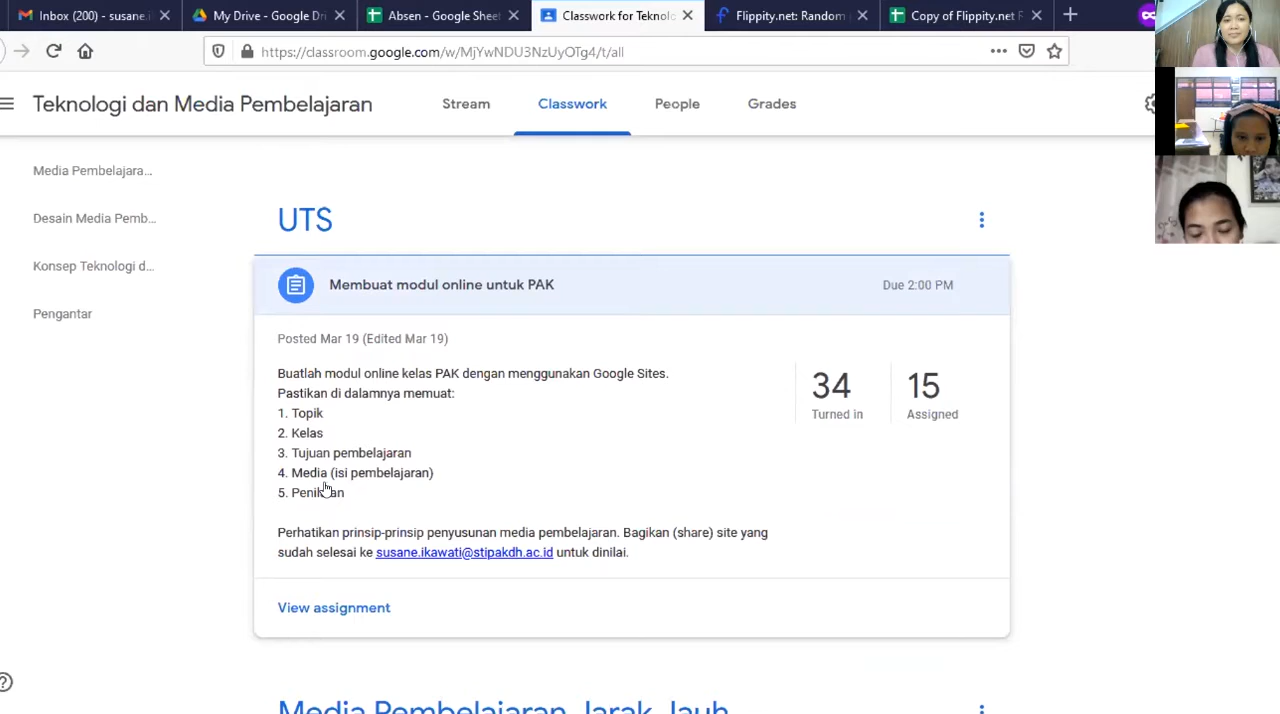 Inbox (200) - susane.i
My Drive - Google Dri
Absen - Google Sheet
Classwork for Teknolo
Flippity.net: Random
Copy of Flippity.net F
https://classroom.google.com/w/MjYwNDU3NzUyOTg4/t/all
Teknologi dan Media Pembelajaran
Stream
Classwork
People
Grades
Media Pembelajara...
Desain Media Pemb...
Konsep Teknologi d...
Pengantar
UTS
Membuat modul online untuk PAK
Due 2:00 PM
Posted Mar 19 (Edited Mar 19)
Buatlah modul online kelas PAK dengan menggunakan Google Sites.
Pastikan di dalamnya memuat:
1. Topik
2. Kelas
3. Tujuan pembelajaran
4. Media (isi pembelajaran)
5. Penilaian
34
Turned in
15
Assigned
Perhatikan prinsip-prinsip penyusunan media pembelajaran. Bagikan (share) site yang
sudah selesai ke susane.ikawati@stipakdh.ac.id untuk dinilai.
View assignment
Media Pembelajaran Jarak Jauh